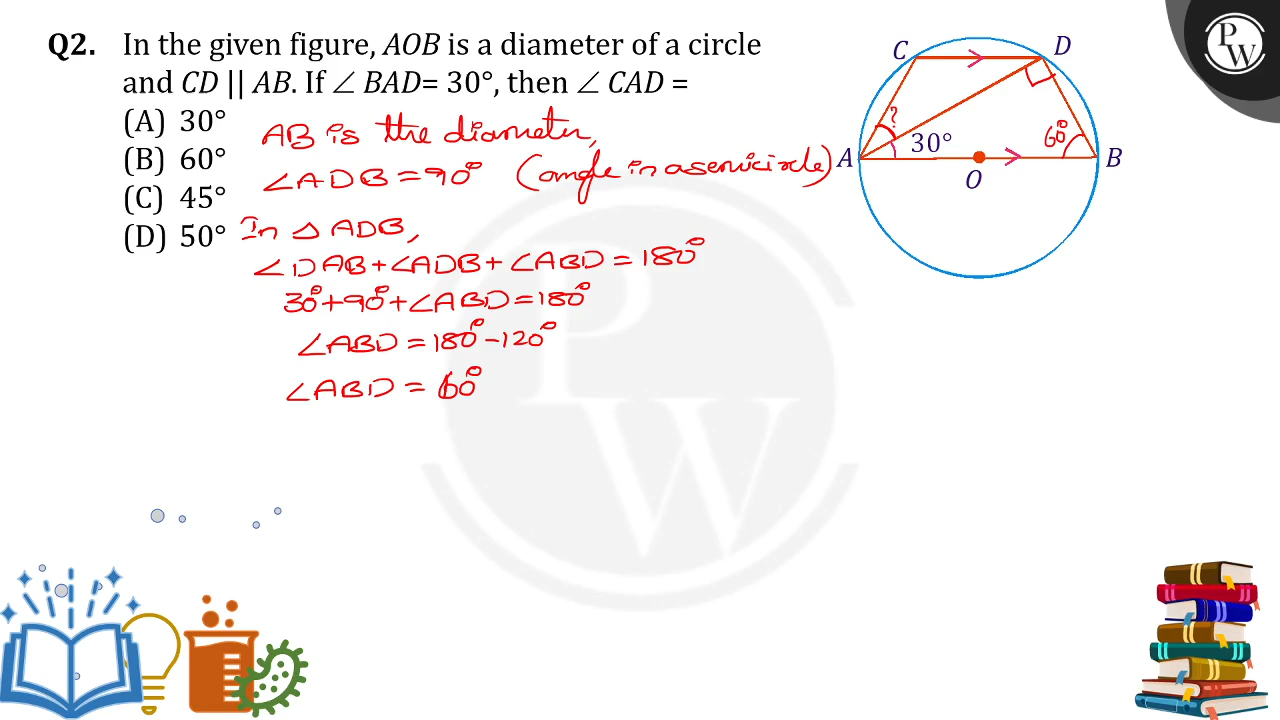 Q2. In the given figure, AOB is a diameter of a circle
and CD || AB. If ∠ BAD= 30°, then ∠ CAD =
(A) 30°
(B) 60°
(C) 45°
(D) 50°
AB is the diameter,
∠ADB = 90° (angle in a semicircle)
In △ ADB,
∠DAB + ∠ADB + ∠ABD = 180°
30° + 90° + ∠ABD = 180°
∠ABD = 180° - 120°
∠ABD = 60°
C D
?
30° 60°
A B
O
P
W
P
W